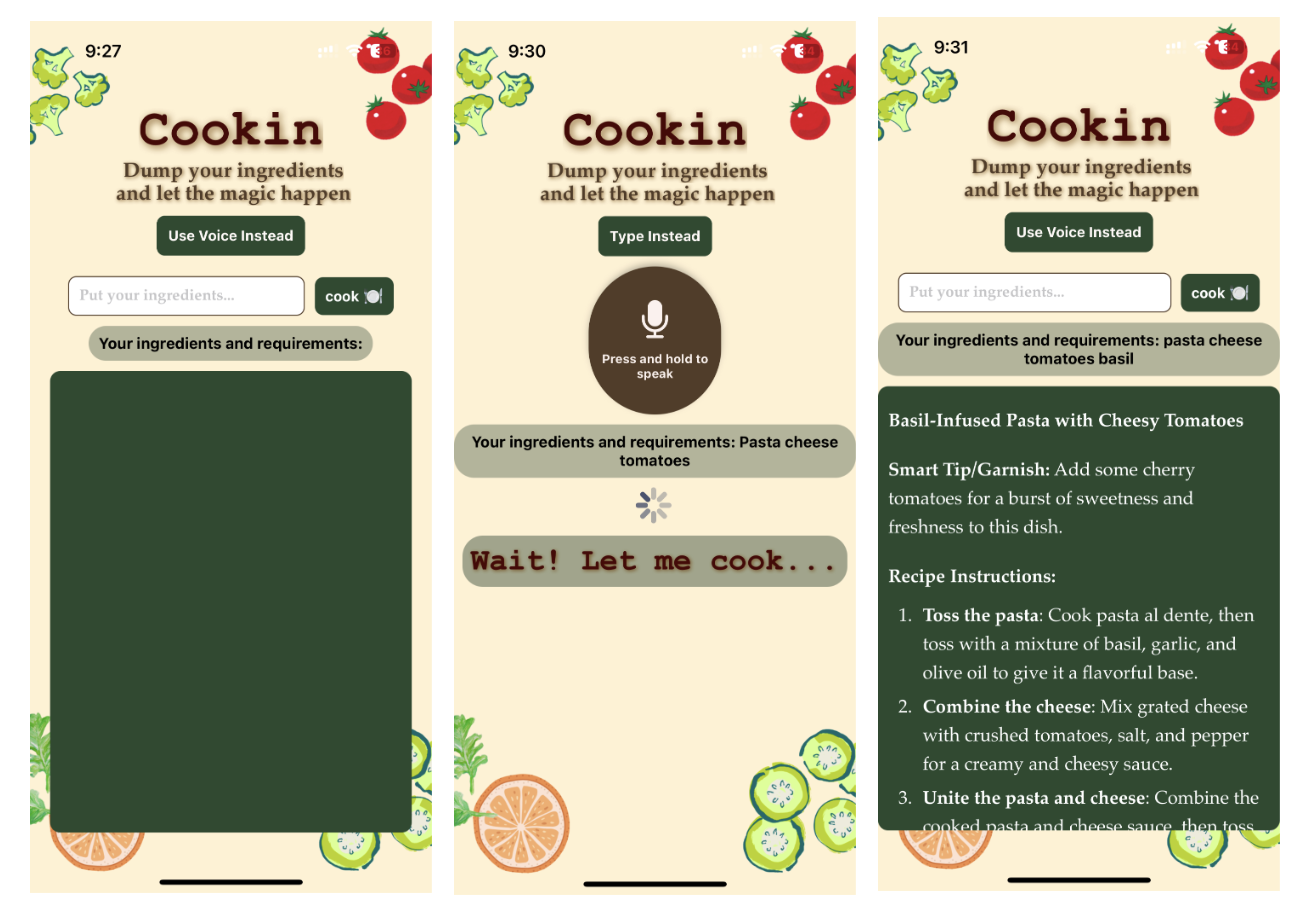 9:27
Cookin
Dump your ingredients
and let the magic happen
Use Voice Instead
Put your ingredients...
cook
Your ingredients and requirements:
9:30
Cookin
Dump your ingredients
and let the magic happen
Type Instead
Press and hold to
speak
Your ingredients and requirements: Pasta cheese
tomatoes
Wait! Let me cook...
9:31
Cookin
Dump your ingredients
and let the magic happen
Use Voice Instead
Put your ingredients...
cook
Your ingredients and requirements: pasta cheese
tomatoes basil
Basil-Infused Pasta with Cheesy Tomatoes
Smart Tip/Garnish: Add some cherry
tomatoes for a burst of sweetness and
freshness to this dish.
Recipe Instructions:
1. Toss the pasta: Cook pasta al dente, then
toss with a mixture of basil, garlic, and
olive oil to give it a flavorful base.
2. Combine the cheese: Mix grated cheese
with crushed tomatoes, salt, and pepper
for a creamy and cheesy sauce.
3. Unite the pasta and cheese: Combine the
cooked pasta and cheese sauce, then toss